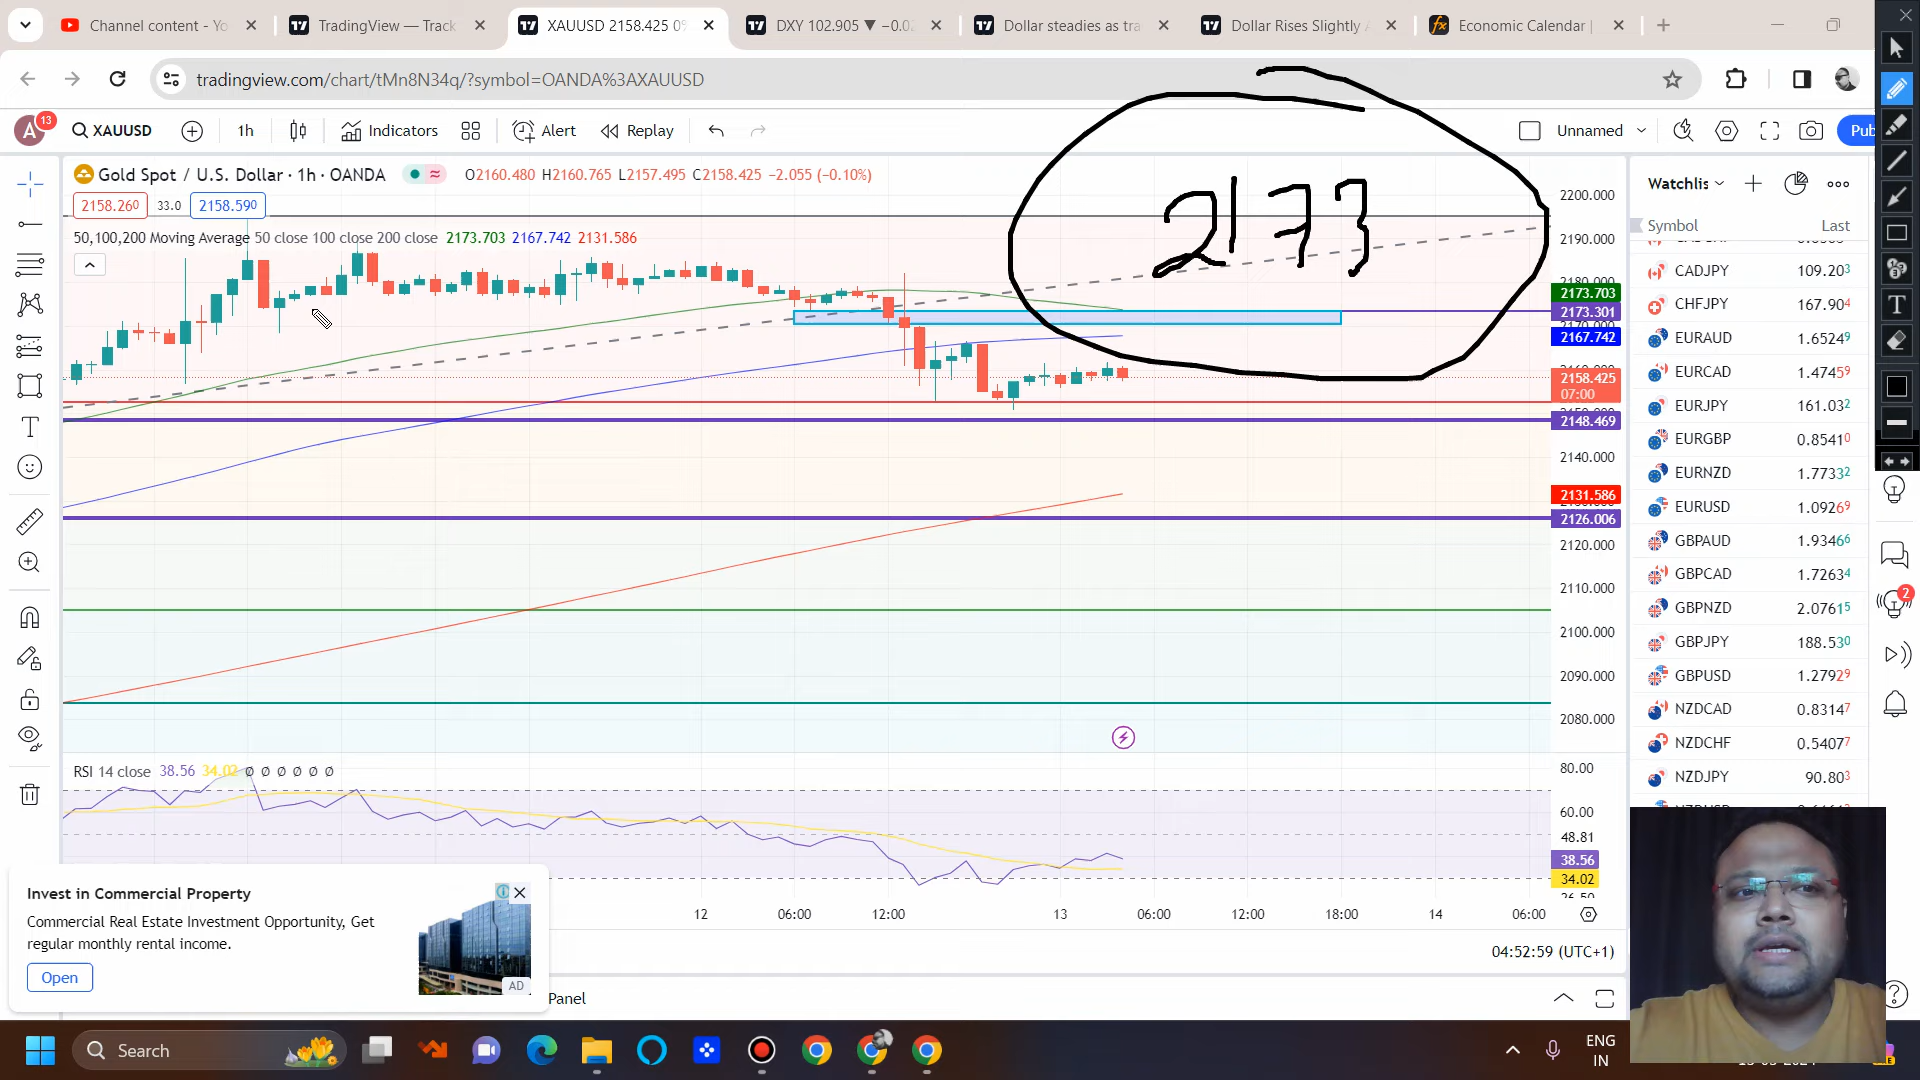 Channel content - Yo
TradingView — Track
XAUUSD 2158.425 0
DXY 102.905 ▼ −0.02
Dollar steadies as tra
Dollar Rises Slightly A
Economic Calendar |
tradingview.com/chart/tMn8N34q/?symbol=OANDA%3AXAUUSD
A 13 XAUUSD 1h Indicators Alert Replay Unnamed Pub
Gold Spot / U.S. Dollar · 1h · OANDA O2160.480 H2160.765 L2157.495 C2158.425 −2.055 (−0.10%)
2158.260 33.0 2158.590
50,100,200 Moving Average 50 close 100 close 200 close 2173.703 2167.742 2131.586
2173
2200.000
2190.000
2180.000
2173.703
2173.301
2170.000
2167.742
2158.425
07:00
2148.469
2140.000
2131.586
2126.006
2120.000
2110.000
2100.000
2090.000
2080.000
RSI 14 close 38.56 34.02 Ø Ø Ø Ø Ø Ø
80.00
60.00
48.81
38.56
34.02
12 06:00 12:00 13 06:00 12:00 18:00 14 06:00
04:52:59 (UTC+1)
Panel
Watchlis
Symbol Last
CADJPY 109.203
CHFJPY 167.904
EURAUD 1.65249
EURCAD 1.47459
EURJPY 161.032
EURGBP 0.85410
EURNZD 1.77332
EURUSD 1.09269
GBPAUD 1.93466
GBPCAD 1.72634
GBPNZD 2.07615
GBPJPY 188.530
GBPUSD 1.27929
NZDCAD 0.83147
NZDCHF 0.54077
NZDJPY 90.803
2
Invest in Commercial Property
Commercial Real Estate Investment Opportunity, Get
regular monthly rental income.
Open
AD
Search
ENG
IN